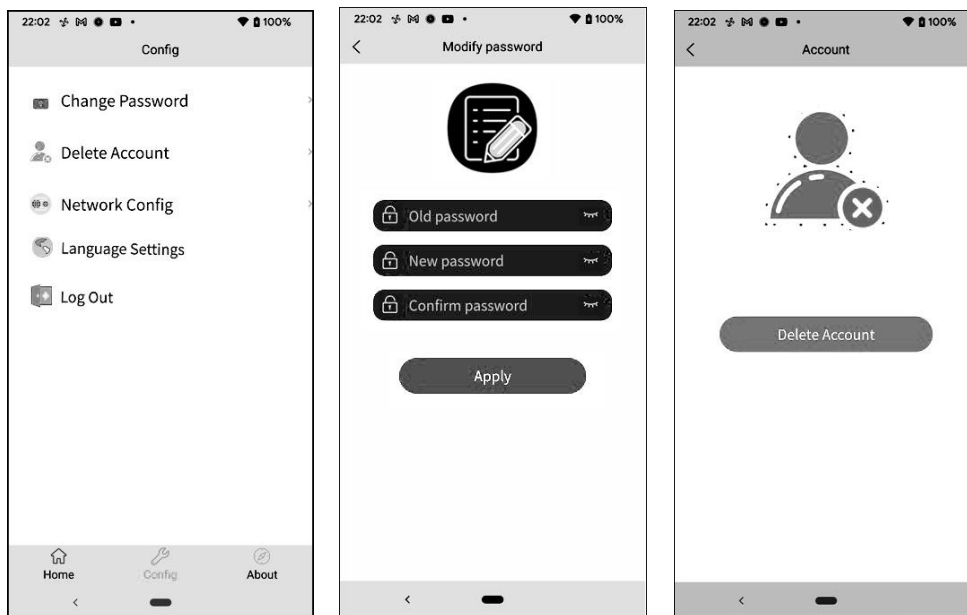 22:02 100%
Config
Change Password
Delete Account
Network Config
Language Settings
Log Out
Home Config About
22:02 100%
Modify password
Old password
New password
Confirm password
Apply
22:02 100%
Account
Delete Account